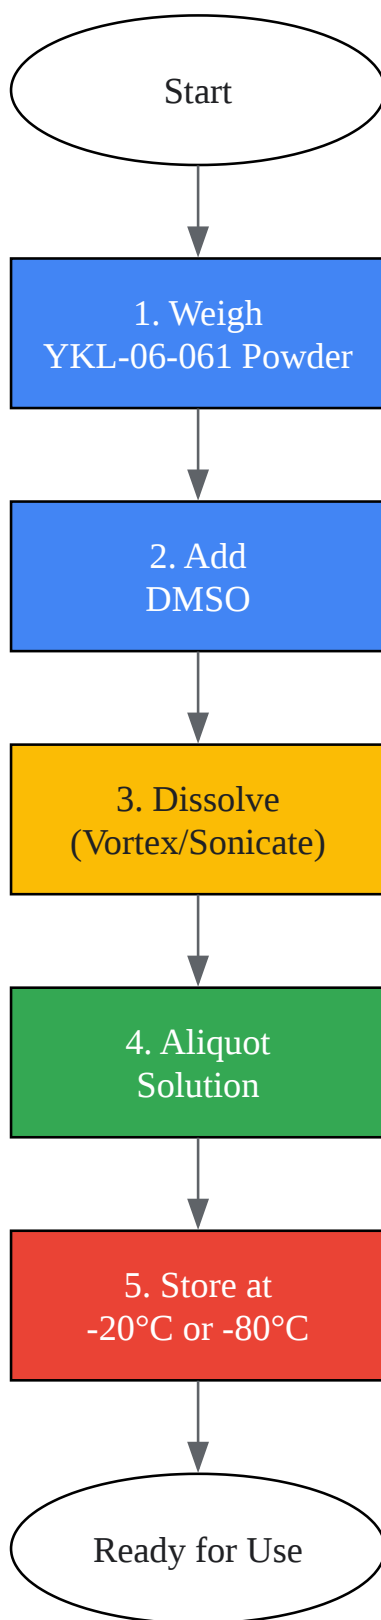 Start
1. Weigh
YKL-06-061 Powder
2. Add
DMSO
3. Dissolve
(Vortex/Sonicate)
4. Aliquot
Solution
5. Store at
-20°C or -80°C
Ready for Use